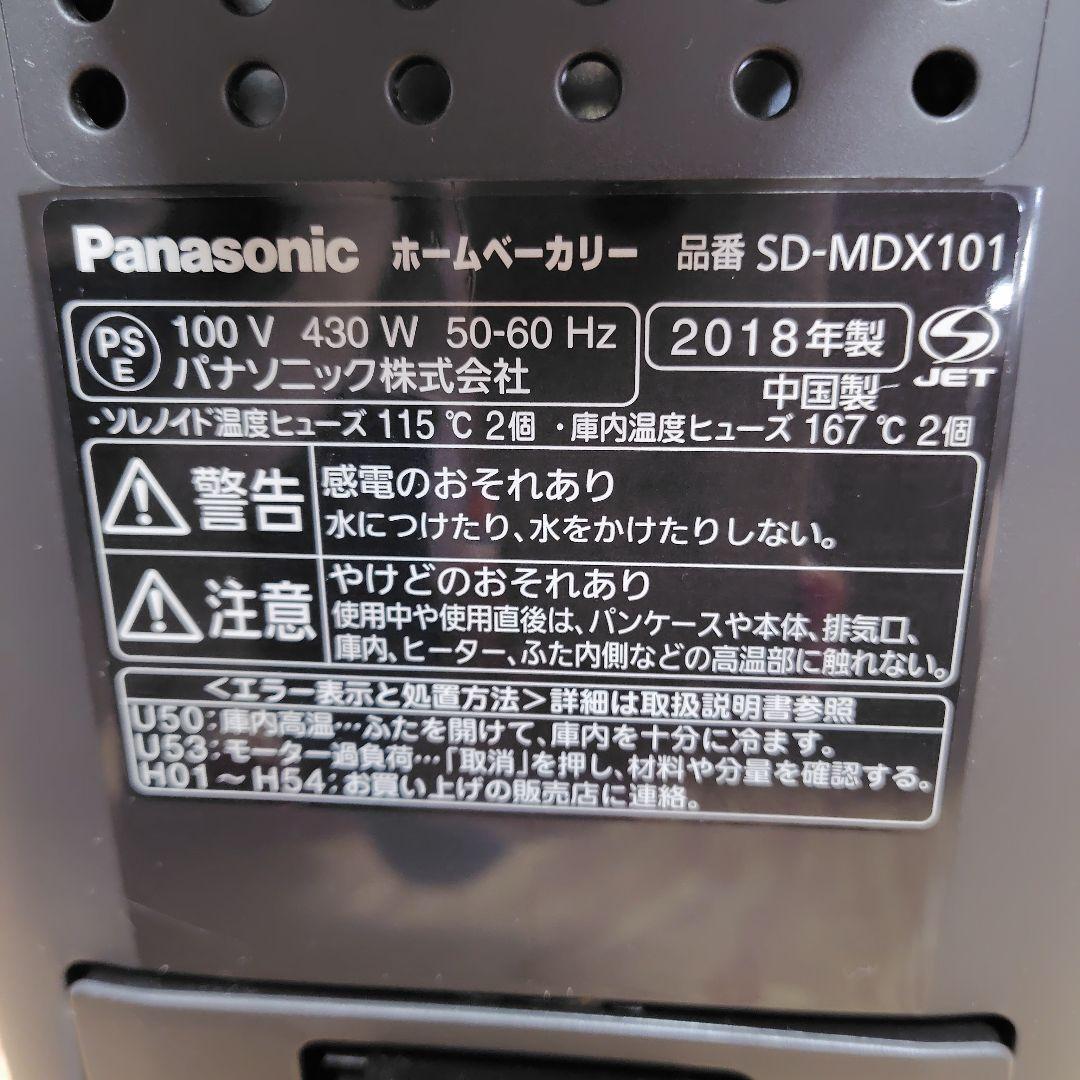 Panasonic ホームベーカリー 品番 SD-MDX101
PS E 100 V 430 W 50-60 Hz 2018年製 JET
パナソニック株式会社 中国製
・ソレノイド温度ヒューズ 115 ℃ 2個 ・庫内温度ヒューズ 167 ℃ 2個
警告 感電のおそれあり
水につけたり、水をかけたりしない。
注意 やけどのおそれあり
使用中や使用直後は、パンケースや本体、排気口、
庫内、ヒーター、ふた内側などの高温部に触れない。
<エラー表示と処置方法>詳細は取扱説明書参照
U50:庫内高温…ふたを開けて、庫内を十分に冷ます。
U53:モーター過負荷…「取消」を押し、材料や分量を確認する。
H01～H54:お買い上げの販売店に連絡。